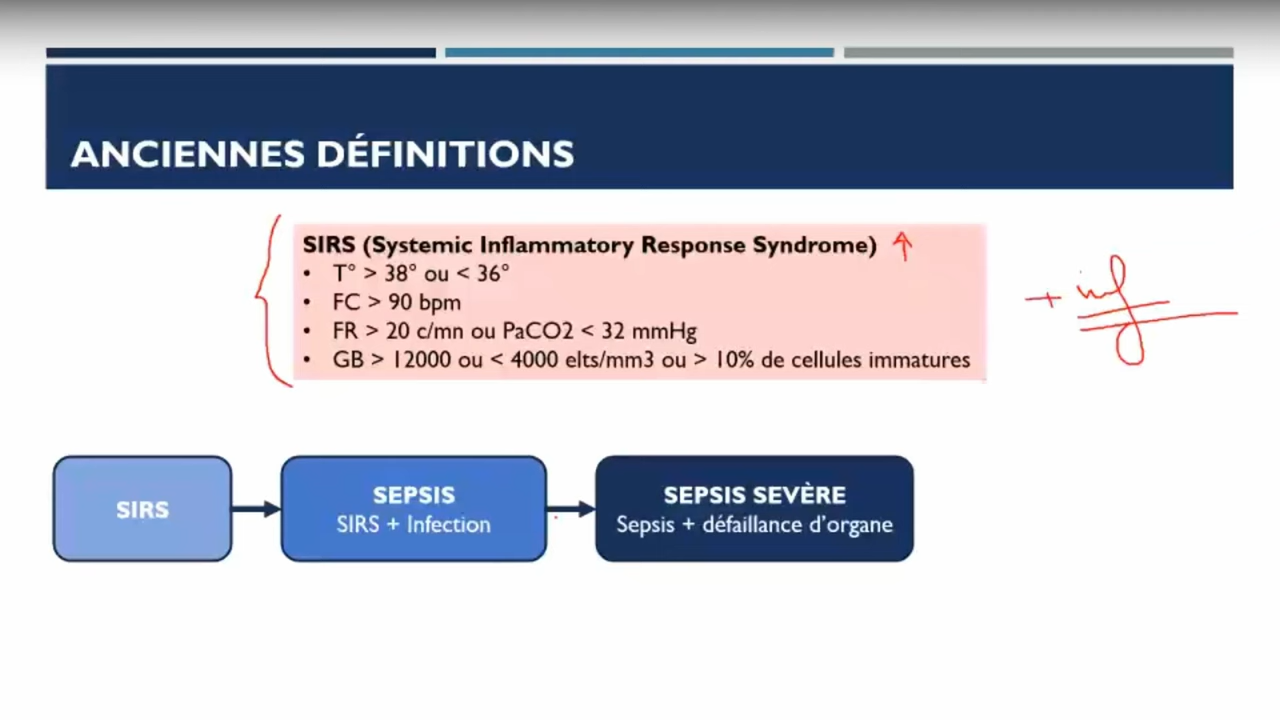 ANCIENNES DÉFINITIONS
SIRS (Systemic Inflammatory Response Syndrome) ↑
• T° > 38° ou < 36°
• FC > 90 bpm
• FR > 20 c/mn ou PaCO2 < 32 mmHg
• GB > 12000 ou < 4000 elts/mm3 ou > 10% de cellules immatures
+ inf
SIRS
SEPSIS
SIRS + Infection
SEPSIS SEVÈRE
Sepsis + défaillance d'organe